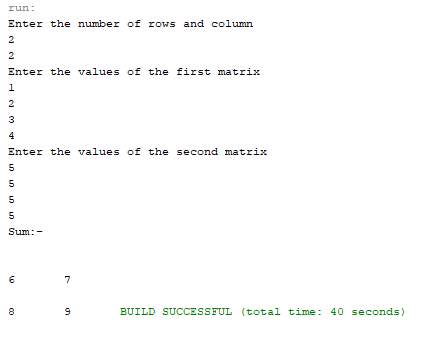 run:
Enter the number of rows and column
2
2
Enter the values of the first matrix
1
2
3
4
Enter the values of the second matrix
5
5
5
5
Sum:-
6 7
8 9 BUILD SUCCESSFUL (total time: 40 seconds)